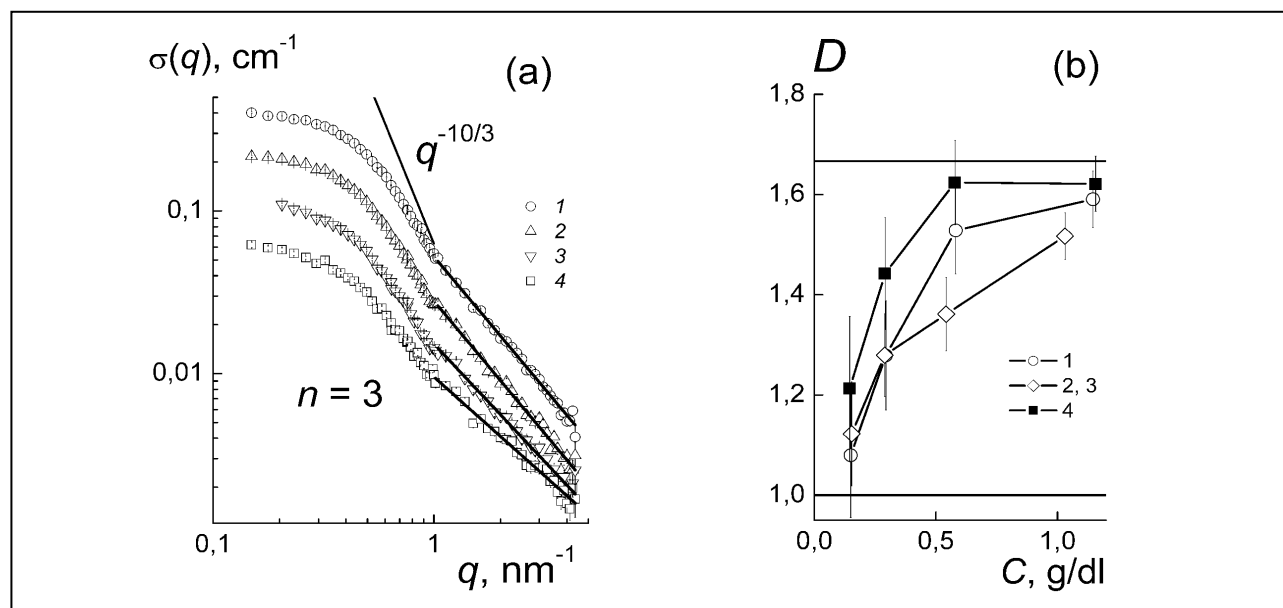 σ(q), cm⁻¹
(a)
q⁻¹⁰/³
1
2
3
4
0,1
0,01
n = 3
0,1
1
q, nm⁻¹
D
(b)
1,8
1,6
1,4
1,2
1,0
1
2, 3
4
0,0
0,5
1,0
C, g/dl